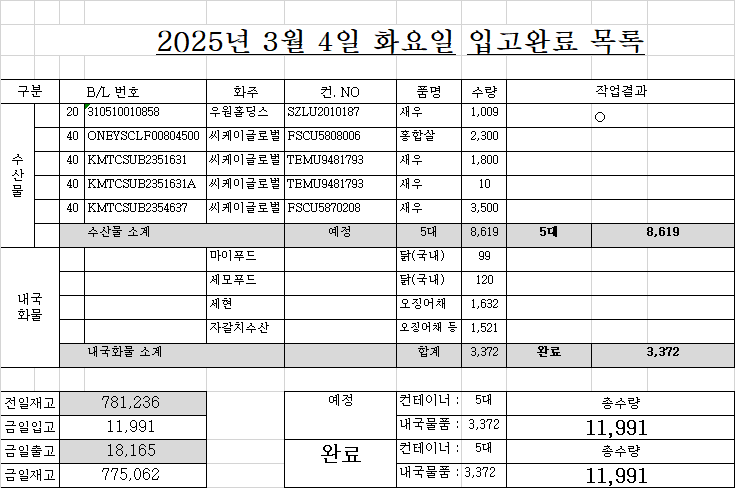 2025년 3월 4일 화요일 입고완료 목록
구분 B/L 번호 화주 컨. NO 품명 수량 작업결과
수산물
20 310510010858 우원홀딩스 SZLU2010187 새우 1,009 ○
40 ONEYSCLF00804500 씨케이글로벌 FSCU5808006 홍합살 2,300
40 KMTCSUB2351631 씨케이글로벌 TBMU9481793 새우 1,800
40 KMTCSUB2351631A 씨케이글로벌 TBMU9481793 새우 10
40 KMTCSUB2354637 씨케이글로벌 FSCU5870208 새우 3,500
수산물 소계 예정 5대 8,619 5대 8,619
내국
화물
마이푸드 닭(국내) 99
세모푸드 닭(국내) 120
세현 오징어채 1,632
자갈치수산 오징어채 등 1,521
내국화물 소계 합계 3,372 완료 3,372
전일재고 781,236 예정 컨테이너 : 5대 총수량
금일입고 11,991 내국물품 : 3,372 11,991
금일출고 18,165 완료 컨테이너 : 5대 총수량
금일재고 775,062 내국물품 : 3,372 11,991